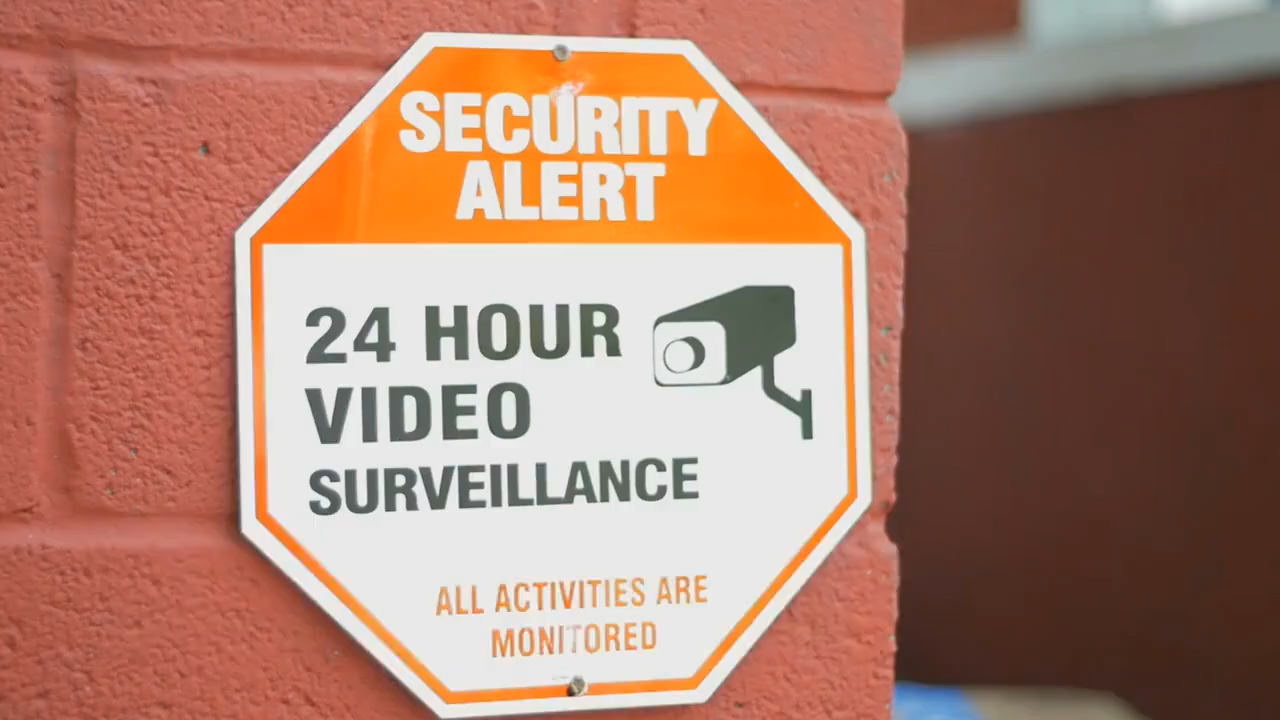 SECURITY
ALERT
24 HOUR
VIDEO
SURVEILLANCE
ALL ACTIVITIES ARE
MONITORED